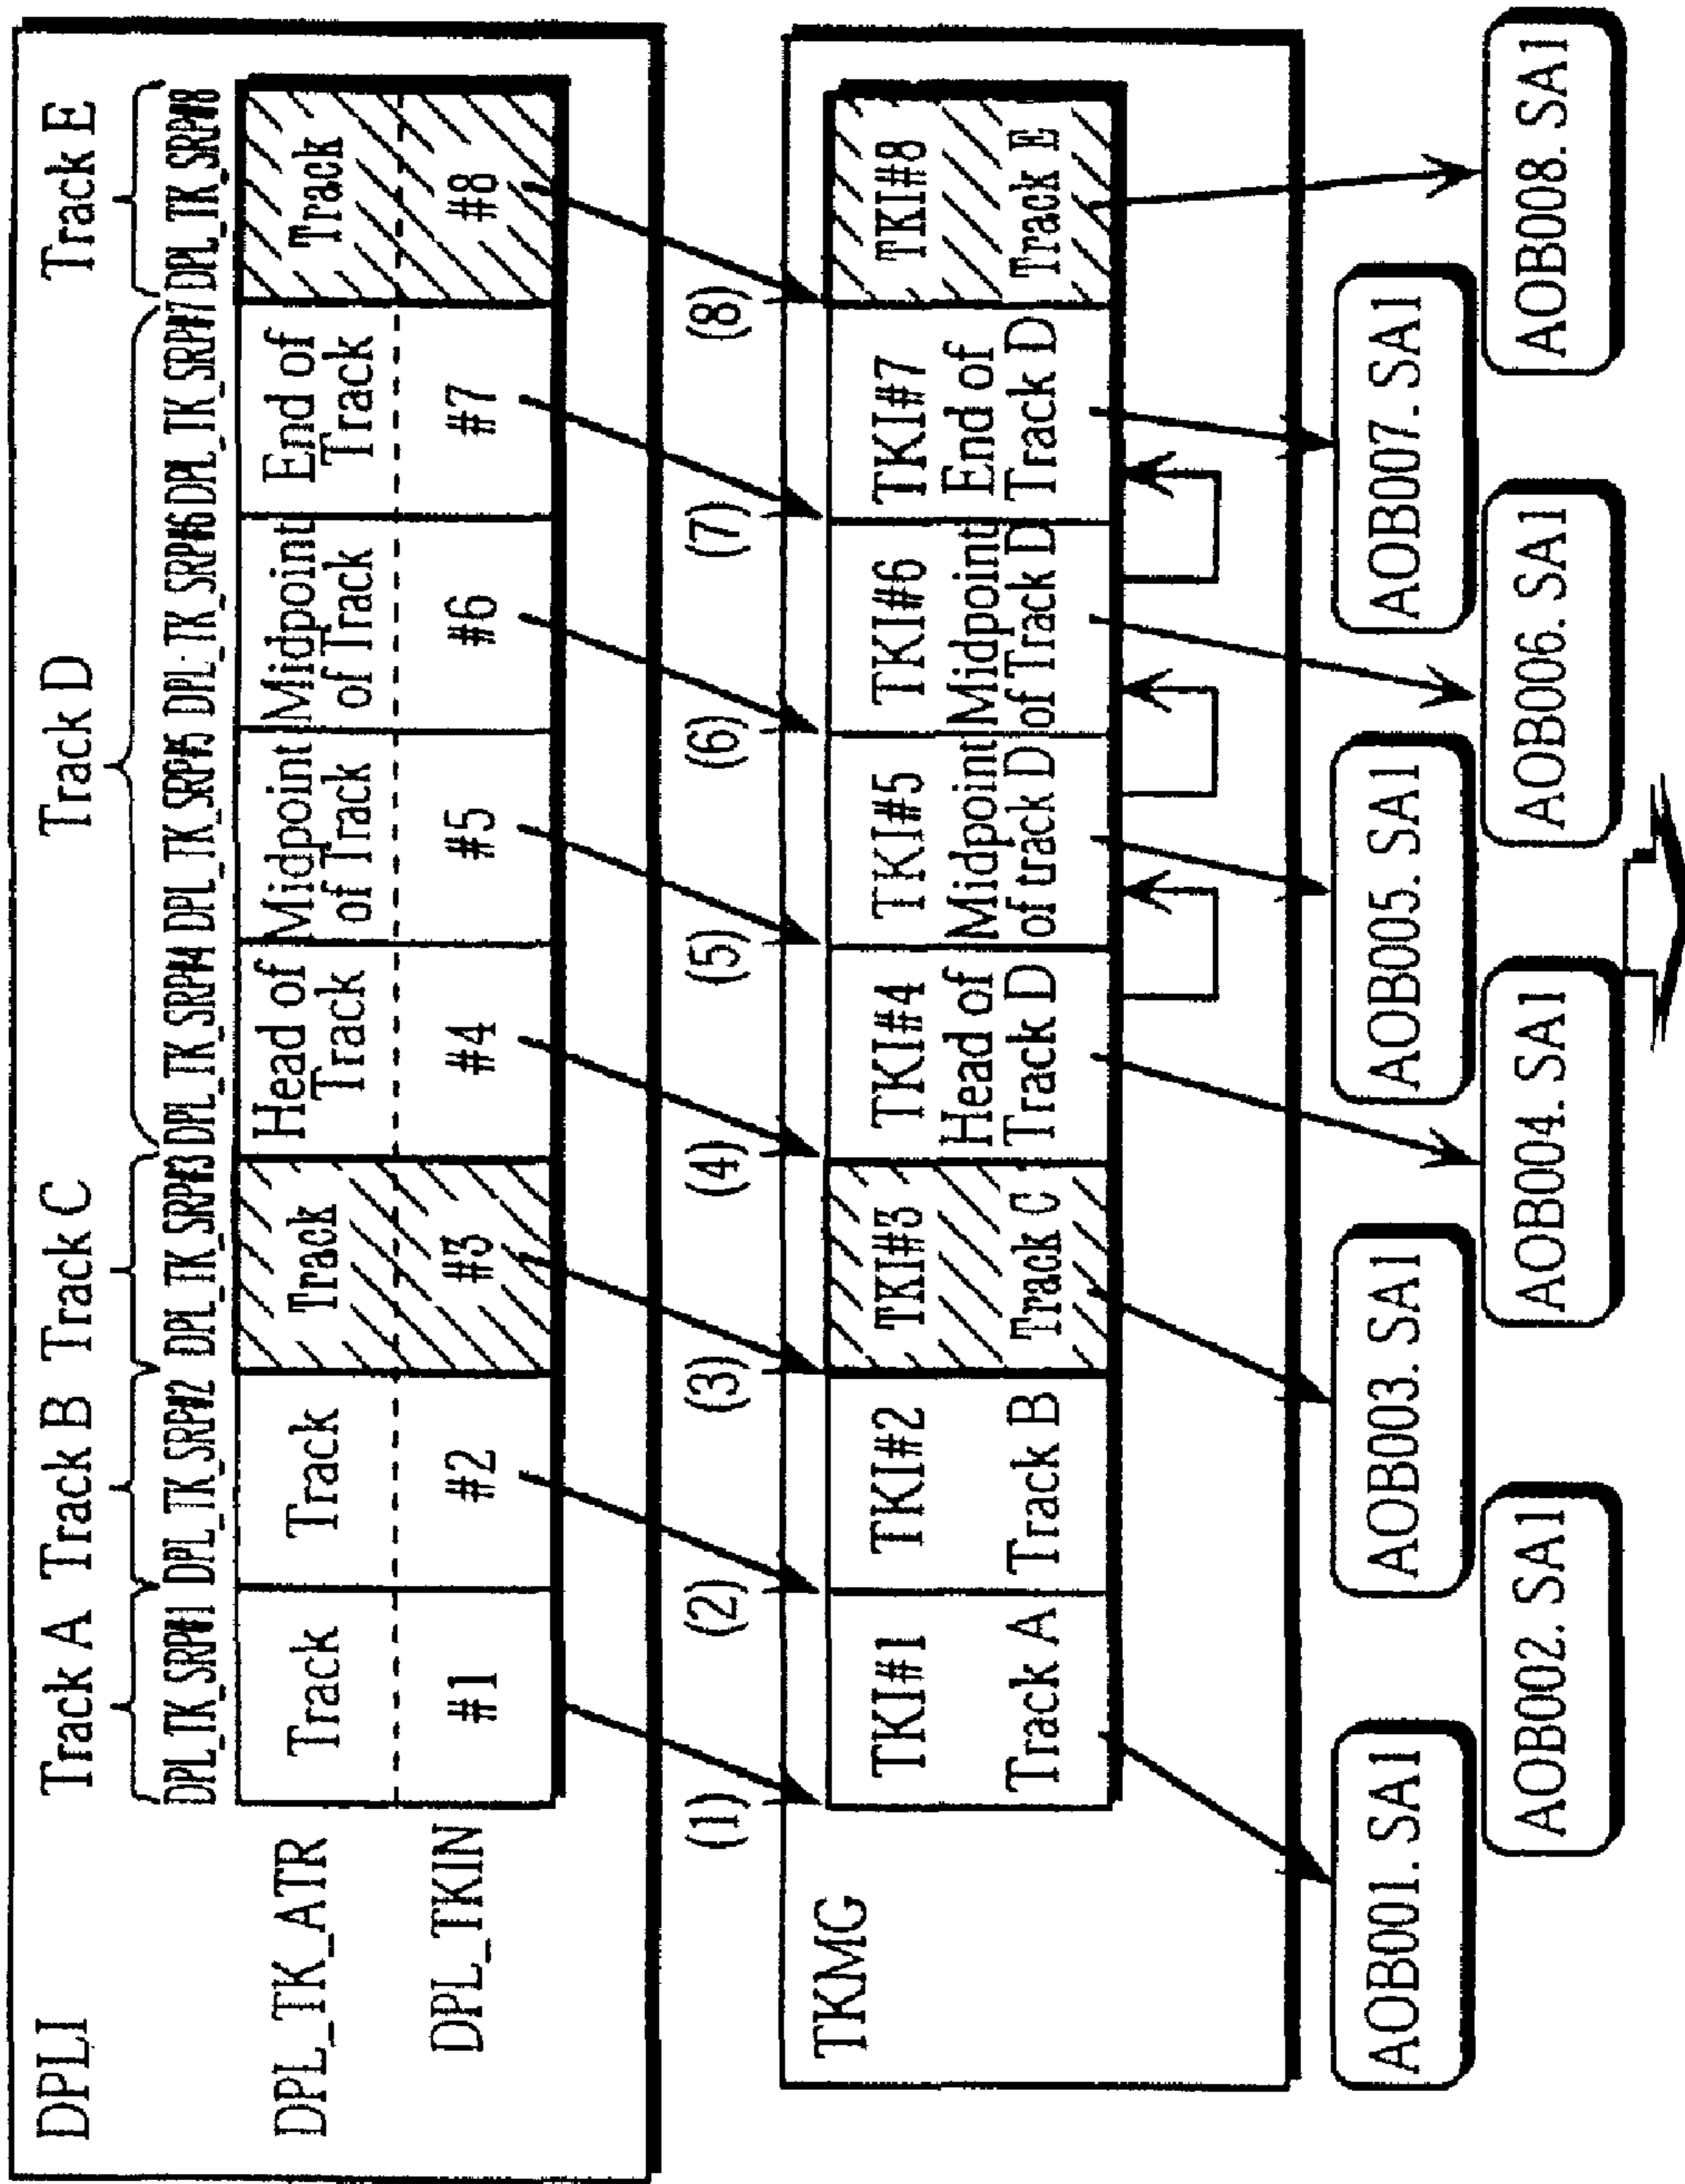 DPLI
Track A Track B Track C Track D Track E
DPL_TK_SRP#1 DPL_TK_SRP#2 DPL_TK_SRP#3 DPL_TK_SRP#4 DPL_TK_SRP#5 DPL_TK_SRP#6 DPL_TK_SRP#7 DPL_TK_SRP#8
DPL_TK_ATR
Track
Track
Track
Head of
Track
Midpoint
of Track
Midpoint
of Track
End of
Track
Track
DPL_TKIN
#1 #2 #3 #4 #5 #6 #7 #8
(1) (2) (3) (4) (5) (6) (7) (8)
TKMG
TKI#1
Track A
TKI#2
Track B
TKI#3
Track C
TKI#4
Head of
Track D
TKI#5
Midpoint
of track D
TKI#6
Midpoint
of Track D
TKI#7
End of
Track D
TKI#8
Track E
AOB001.SA1 AOB003.SA1 AOB005.SA1 AOB007.SA1
AOB002.SA1 AOB004.SA1 AOB006.SA1 AOB008.SA1